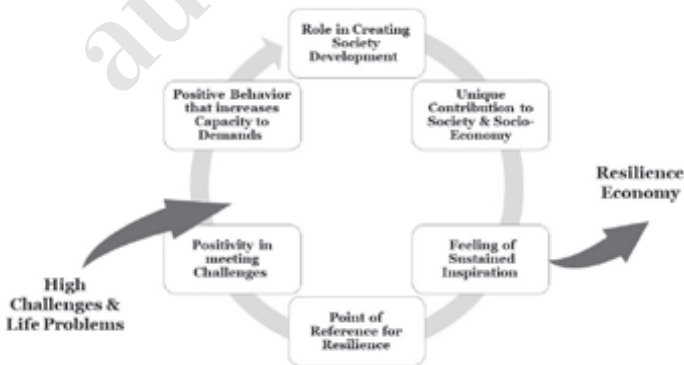 Role in Creating
Society
Development
Positive Behavior
that increases
Capacity to
Demands
Unique
Contribution to
Society & Socio-
Economy
Resilience
Economy
Positivity in
meeting
Challenges
Feeling of
Sustained
Inspiration
High
Challenges &
Life Problems
Point of
Reference for
Resilience